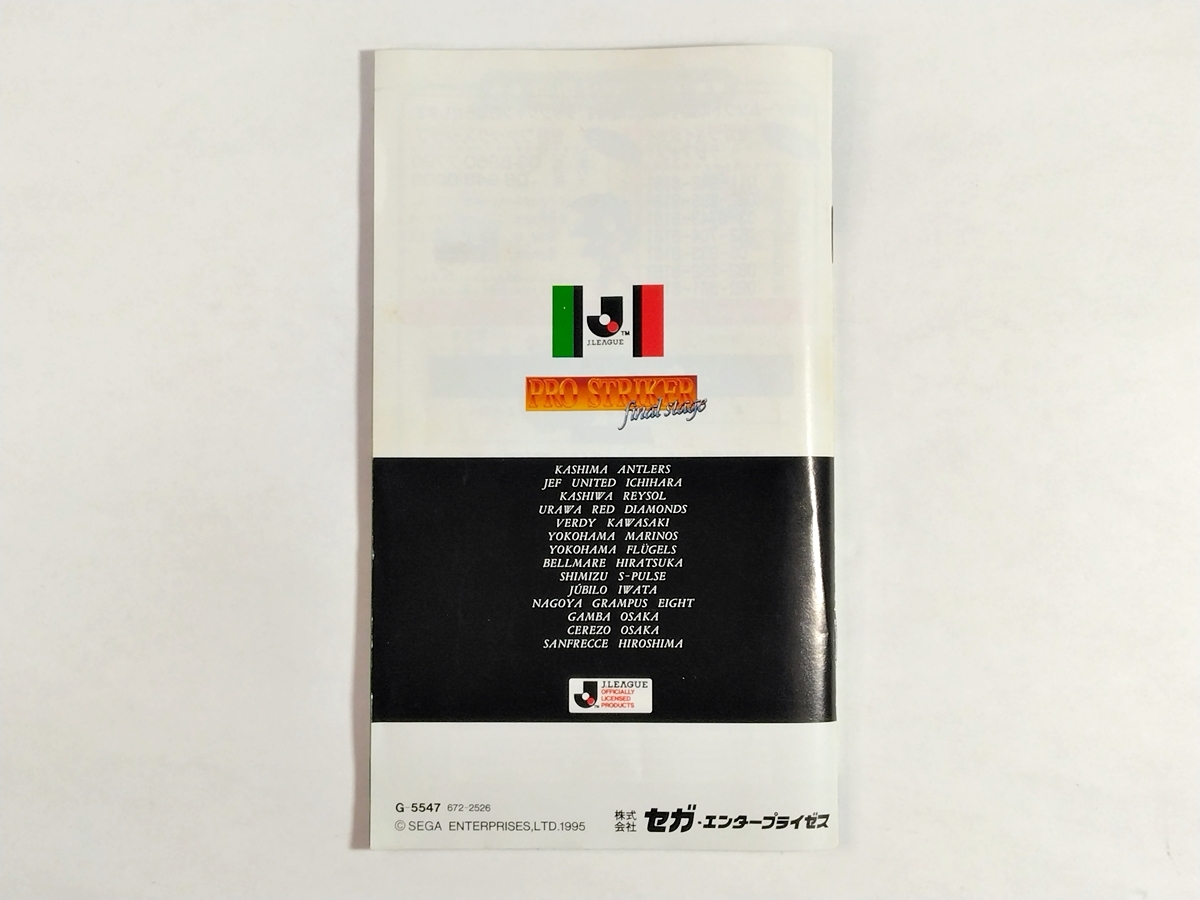 J.LEAGUE
TM
PRO STRIKER
final stage
KASHIMA ANTLERS
JEF UNITED ICHIHARA
KASHIWA REYSOL
URAWA RED DIAMONDS
VERDY KAWASAKI
YOKOHAMA MARINOS
YOKOHAMA FLÜGELS
BELLMARE HIRATSUKA
SHIMIZU S-PULSE
JÚBILO IWATA
NAGOYA GRAMPUS EIGHT
GAMBA OSAKA
CEREZO OSAKA
SANFRECCE HIROSHIMA
J.LEAGUE
OFFICIALLY
LICENSED
PRODUCTS
G-5547 672-2526
©SEGA ENTERPRISES,LTD.1995
株式会社 セガ・エンタープライゼス